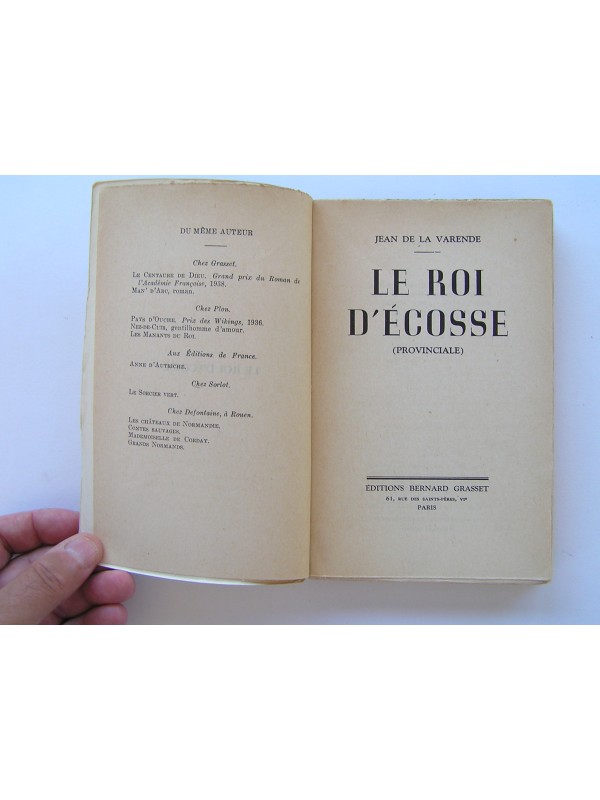 DU MÊME AUTEUR
Chez Grasset.
LE CENTAURE DE DIEU. Grand prix du Roman de
l'Académie Française, 1938.
MAN' D'ARC, roman.
Chez Plon.
PAYS D'OUCHE. Prix des Wikings, 1936.
NEZ-DE-CUIR, gentilhomme d'amour.
LES MANANTS DU ROI.
Aux Éditions de France.
ANNE D'AUTRICHE.
Chez Sorlot.
LE SORCIER VERT.
Chez Defontaine, à Rouen.
LES CHÂTEAUX DE NORMANDIE.
CONTES SAUVAGES.
MADEMOISELLE DE CORDAY.
GRANDS NORMANDS.
JEAN DE LA VARENDE
LE ROI
D'ÉCOSSE
(PROVINCIALE)
ÉDITIONS BERNARD GRASSET
61, RUE DES SAINTS-PÈRES, VIe
PARIS